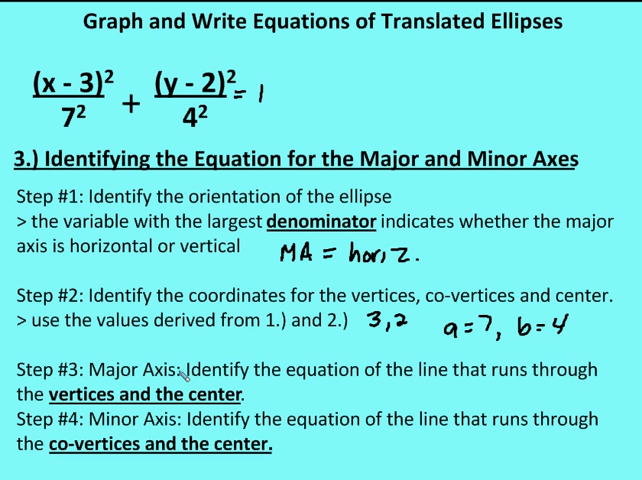 Graph and Write Equations of Translated Ellipses
(x - 3)² / 7² + (y - 2)² / 4² = 1
3.) Identifying the Equation for the Major and Minor Axes
Step #1: Identify the orientation of the ellipse
> the variable with the largest denominator indicates whether the major
axis is horizontal or vertical MA = horiz.
Step #2: Identify the coordinates for the vertices, co-vertices and center.
> use the values derived from 1.) and 2.) 3,2 a=7, b=4
Step #3: Major Axis: Identify the equation of the line that runs through
the vertices and the center.
Step #4: Minor Axis: Identify the equation of the line that runs through
the co-vertices and the center.